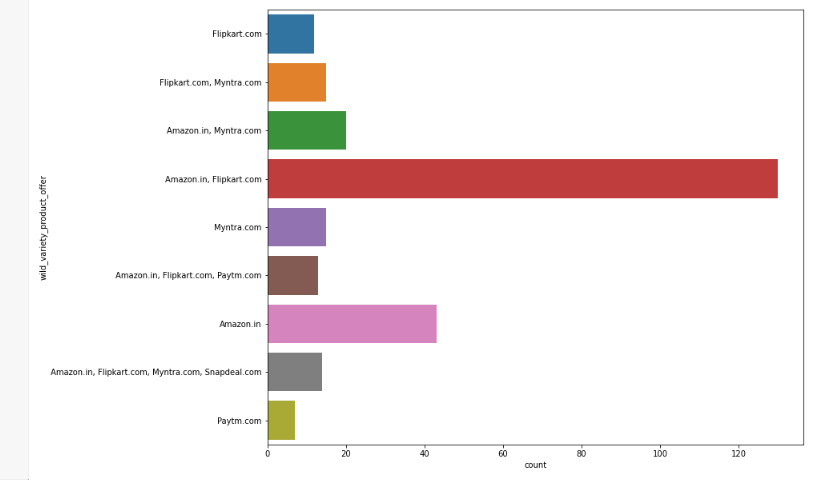 Flipkart.com
Flipkart.com, Myntra.com
Amazon.in, Myntra.com
Amazon.in, Flipkart.com
Myntra.com
Amazon.in, Flipkart.com, Paytm.com
Amazon.in
Amazon.in, Flipkart.com, Myntra.com, Snapdeal.com
Paytm.com
wild_variety_product_offer
0 20 40 60 80 100 120
count